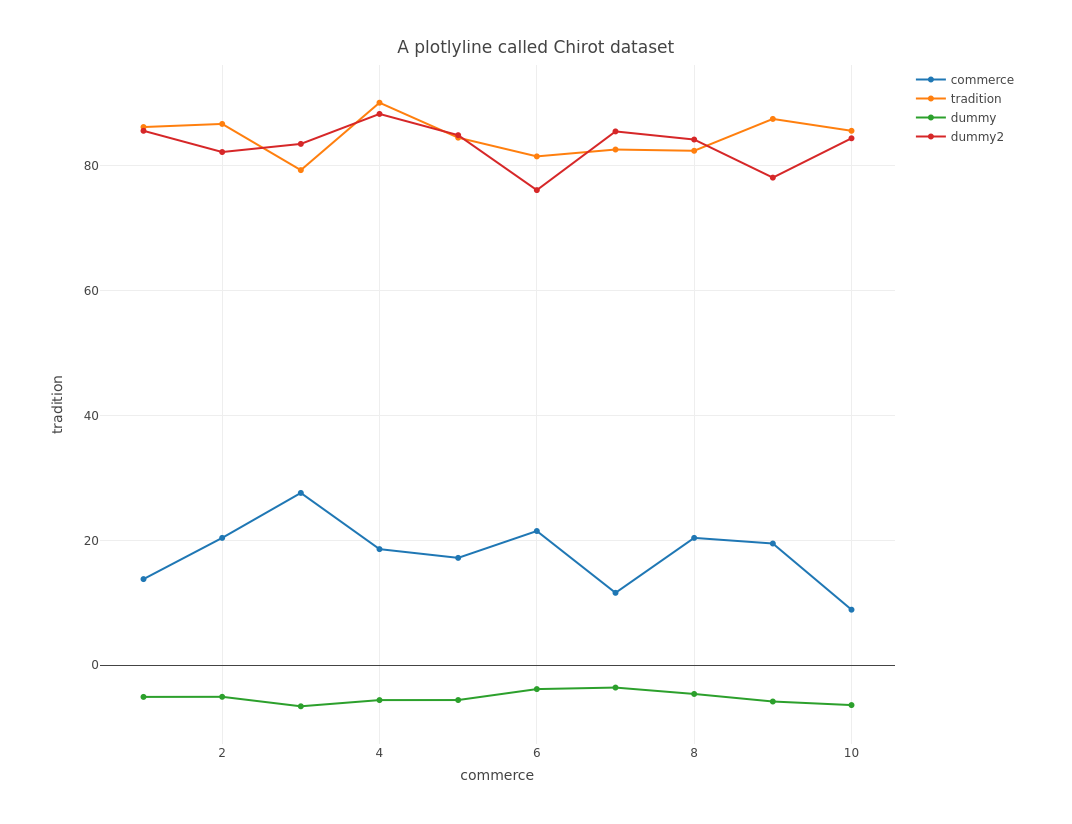 A plotlyline called Chirot dataset
commerce
tradition
dummy
dummy2
tradition
80
60
40
20
0
2 4 6 8 10
commerce